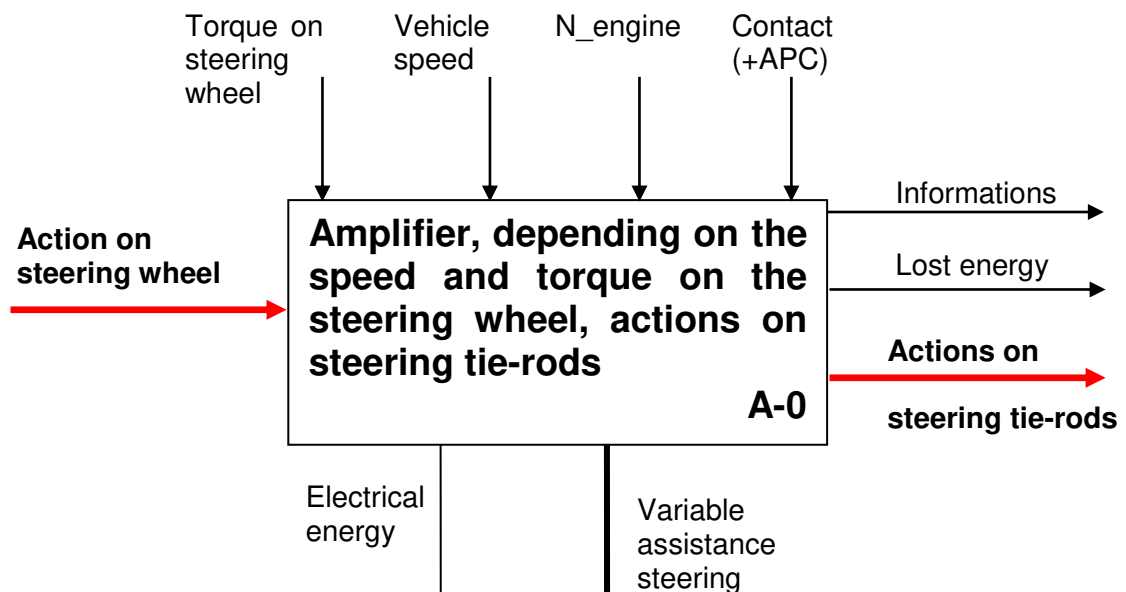 Torque on
steering
wheel
Vehicle
speed
N_engine
Contact
(+APC)
Action on
steering wheel
Amplifier, depending on the
speed and torque on the
steering wheel, actions on
steering tie-rods
A-0
Informations
Lost energy
Actions on
steering tie-rods
Electrical
energy
Variable
assistance
steering